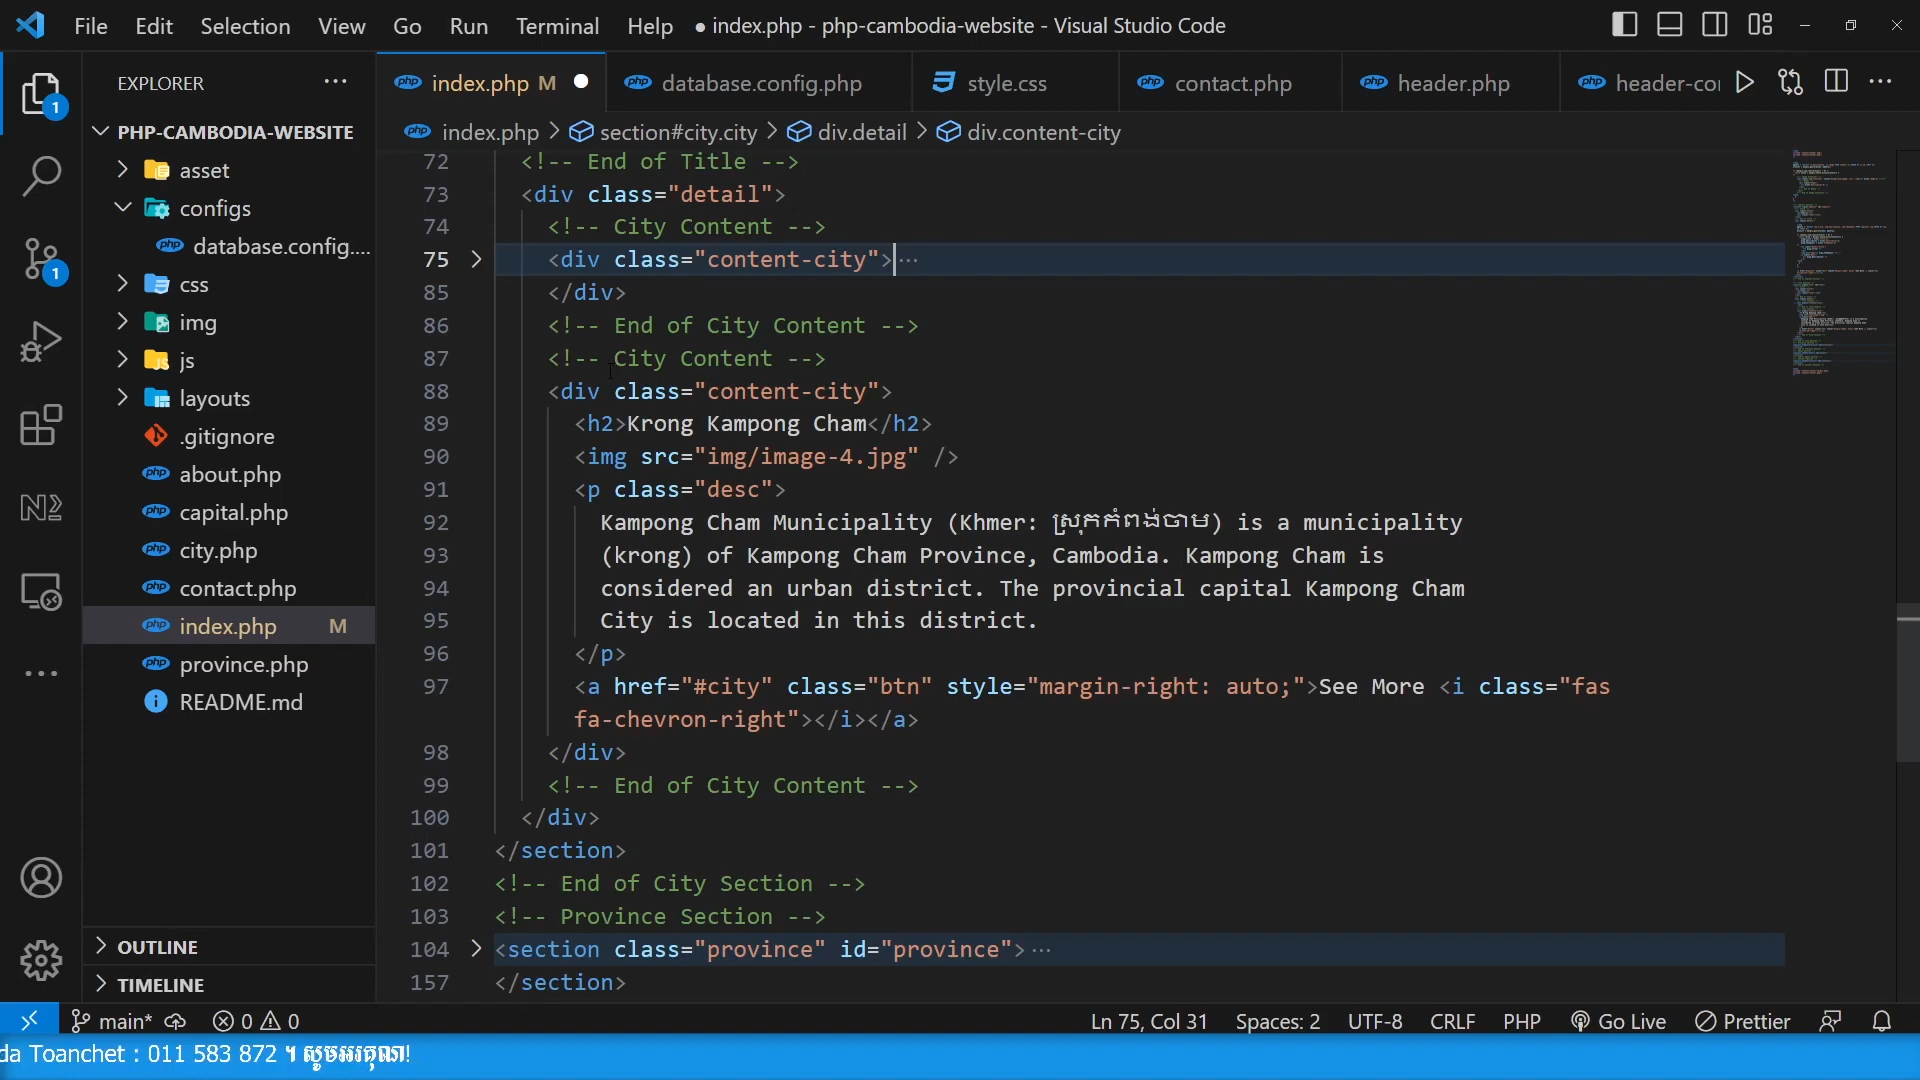 File Edit Selection View Go Run Terminal Help ● index.php - php-cambodia-website - Visual Studio Code
EXPLORER ···
index.php M database.config.php style.css contact.php header.php header-cor
index.php > section#city.city > div.detail > div.content-city
PHP-CAMBODIA-WEBSITE
asset
configs
database.config....
css
img
js
layouts
.gitignore
about.php
capital.php
city.php
contact.php
index.php M
province.php
README.md
OUTLINE
TIMELINE
72 <!-- End of Title -->
73 <div class="detail">
74 <!-- City Content -->
75 <div class="content-city">···
85 </div>
86 <!-- End of City Content -->
87 <!-- City Content -->
88 <div class="content-city">
89 <h2>Krong Kampong Cham</h2>
90 <img src="img/image-4.jpg" />
91 <p class="desc">
92 Kampong Cham Municipality (Khmer: ស្រុកកំពង់ចាម) is a municipality
93 (krong) of Kampong Cham Province, Cambodia. Kampong Cham is
94 considered an urban district. The provincial capital Kampong Cham
95 City is located in this district.
96 </p>
97 <a href="#city" class="btn" style="margin-right: auto;">See More <i class="fas
fa-chevron-right"></i></a>
98 </div>
99 <!-- End of City Content -->
100 </div>
101 </section>
102 <!-- End of City Section -->
103 <!-- Province Section -->
104 <section class="province" id="province">···
157 </section>
main* 0 0 Ln 75, Col 31 Spaces: 2 UTF-8 CRLF PHP Go Live Prettier
da Toanchet : 011 583 872 ។ សូមអរគុណ!